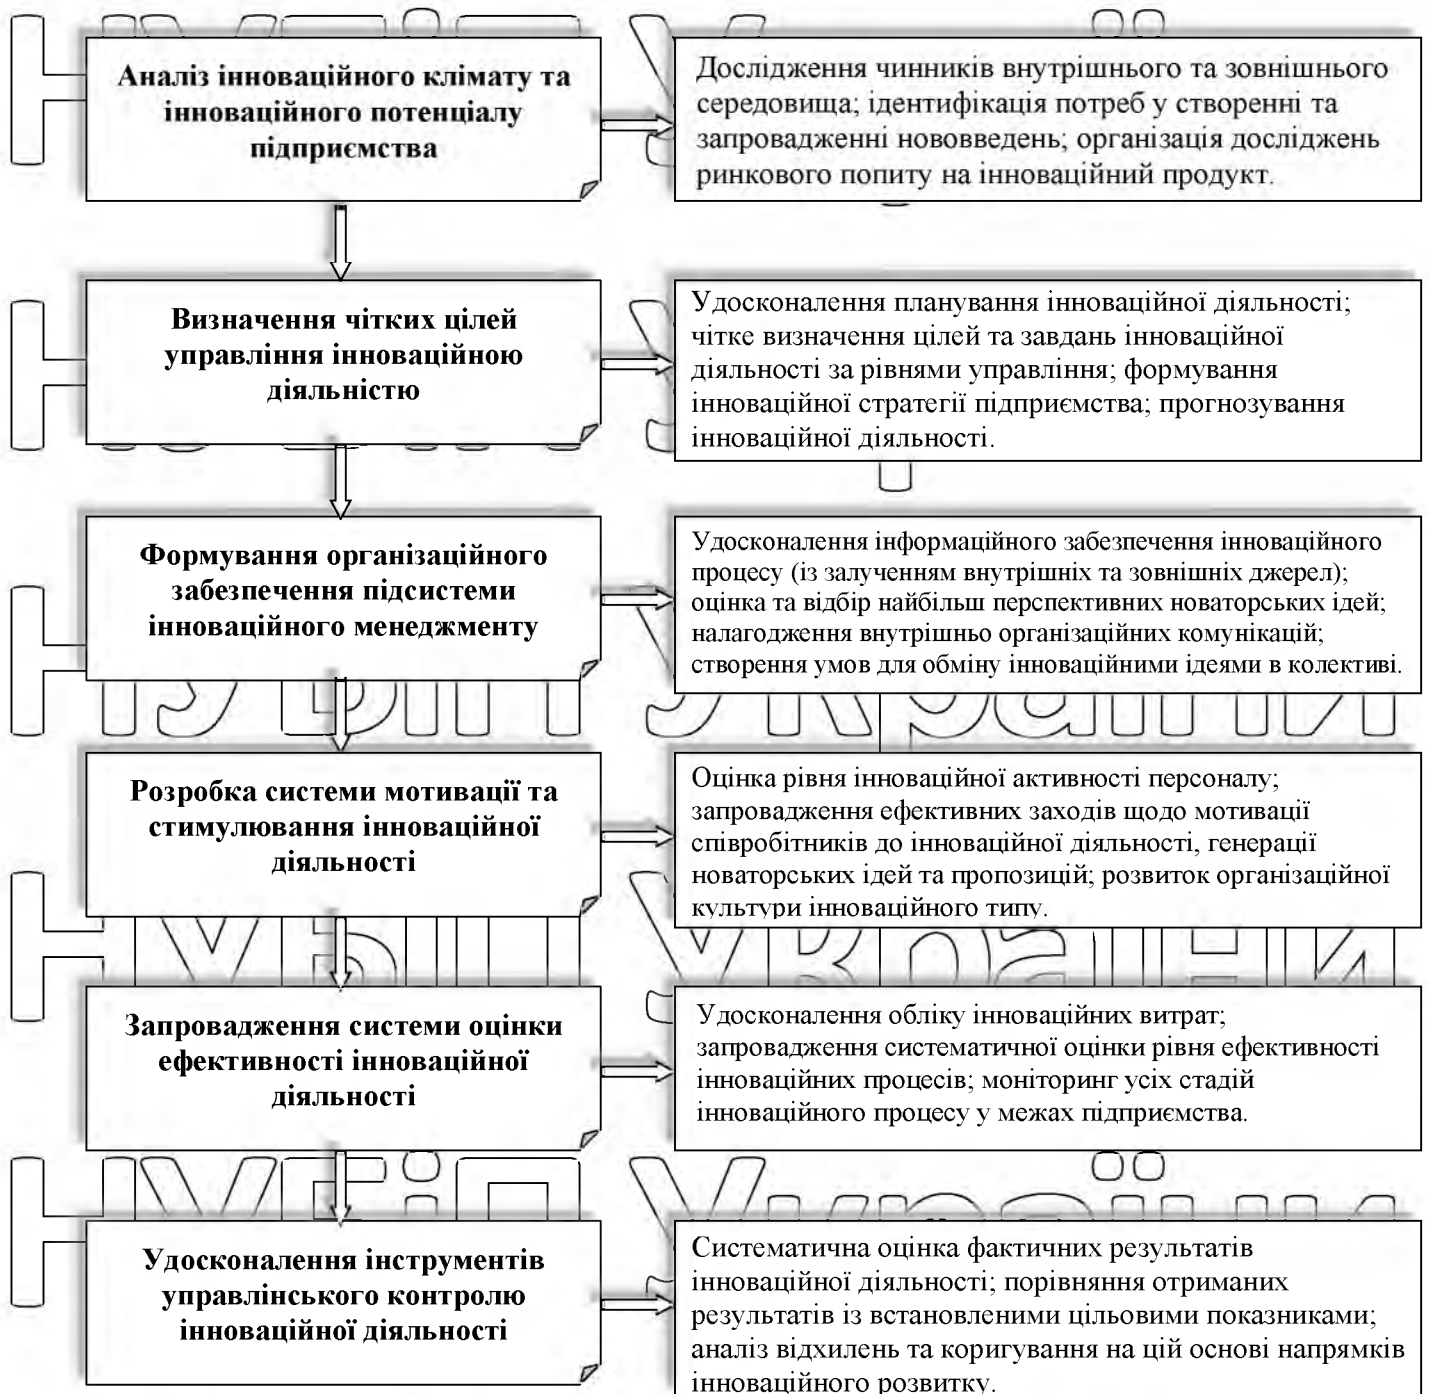 Аналіз інноваційного клімату та
інноваційного потенціалу
підприємства
Дослідження чинників внутрішнього та зовнішнього
середовища; ідентифікація потреб у створенні та
запровадженні нововведень; організація досліджень
ринкового попиту на інноваційний продукт.
Визначення чітких цілей
управління інноваційною
діяльністю
Удосконалення планування інноваційної діяльності;
чітке визначення цілей та завдань інноваційної
діяльності за рівнями управління; формування
інноваційної стратегії підприємства; прогнозування
інноваційної діяльності.
Формування організаційного
забезпечення підсистеми
інноваційного менеджменту
Удосконалення інформаційного забезпечення інноваційного
процесу (із залученням внутрішніх та зовнішніх джерел);
оцінка та відбір найбільш перспективних новаторських ідей;
налагодження внутрішньо організаційних комунікацій;
створення умов для обміну інноваційними ідеями в колективі.
НУБіП України
Розробка системи мотивації та
стимулювання інноваційної
діяльності
Оцінка рівня інноваційної активності персоналу;
запровадження ефективних заходів щодо мотивації
співробітників до інноваційної діяльності, генерації
новаторських ідей та пропозицій; розвиток організаційної
культури інноваційного типу.
НУБіП України
Запровадження системи оцінки
ефективності інноваційної
діяльності
Удосконалення обліку інноваційних витрат;
запровадження систематичної оцінки рівня ефективності
інноваційних процесів; моніторинг усіх стадій
інноваційного процесу у межах підприємства.
НУБіП України
Удосконалення інструментів
управлінського контролю
інноваційної діяльності
Систематична оцінка фактичних результатів
інноваційної діяльності; порівняння отриманих
результатів із встановленими цільовими показниками;
аналіз відхилень та коригування на цій основі напрямків
інноваційного розвитку.